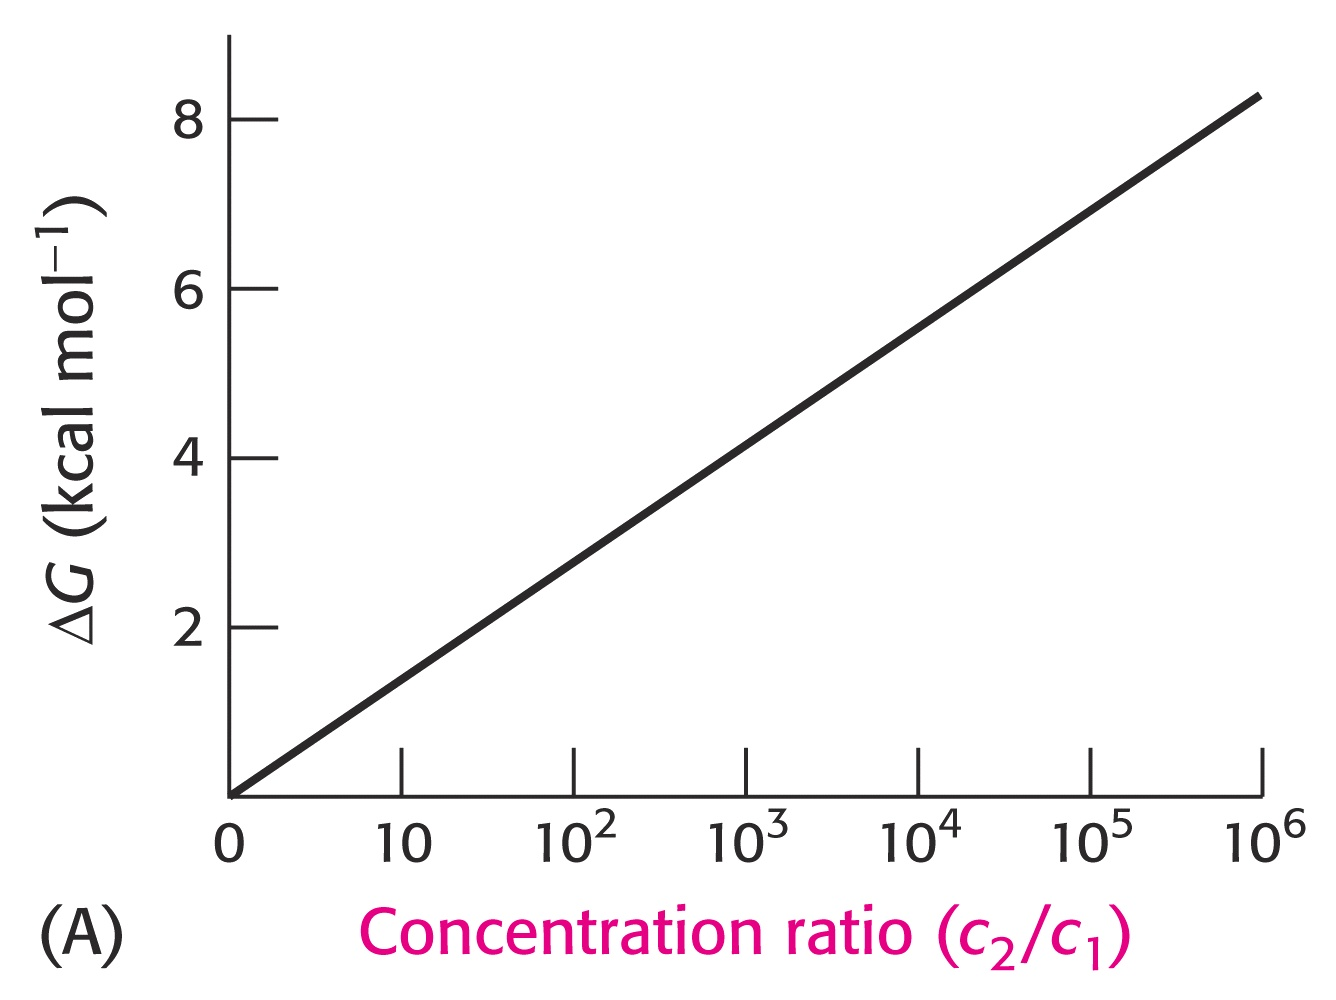 ΔG (kcal mol⁻¹)
8
6
4
2
0 10 10² 10³ 10⁴ 10⁵ 10⁶
(A) Concentration ratio (c₂/c₁)